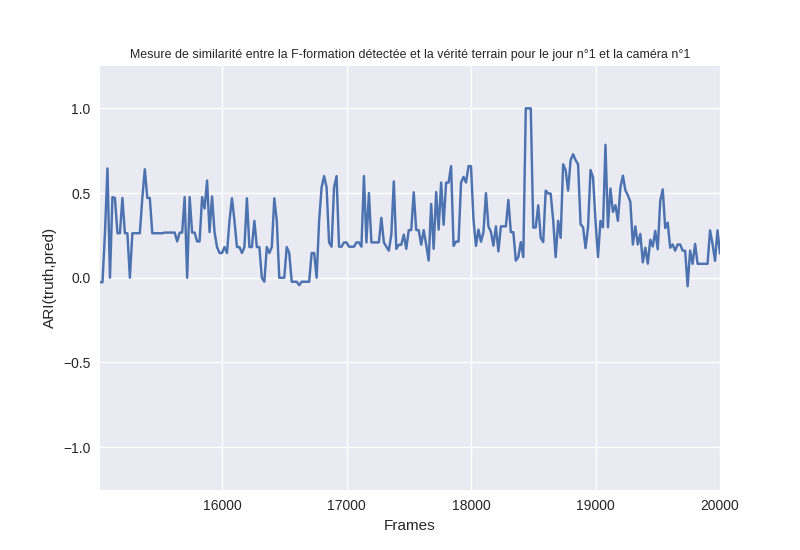 Mesure de similarité entre la F-formation détectée et la vérité terrain pour le jour n°1 et la caméra n°1
1.0
0.5
0.0
−0.5
−1.0
ARI(truth,pred)
16000 17000 18000 19000 20000
Frames